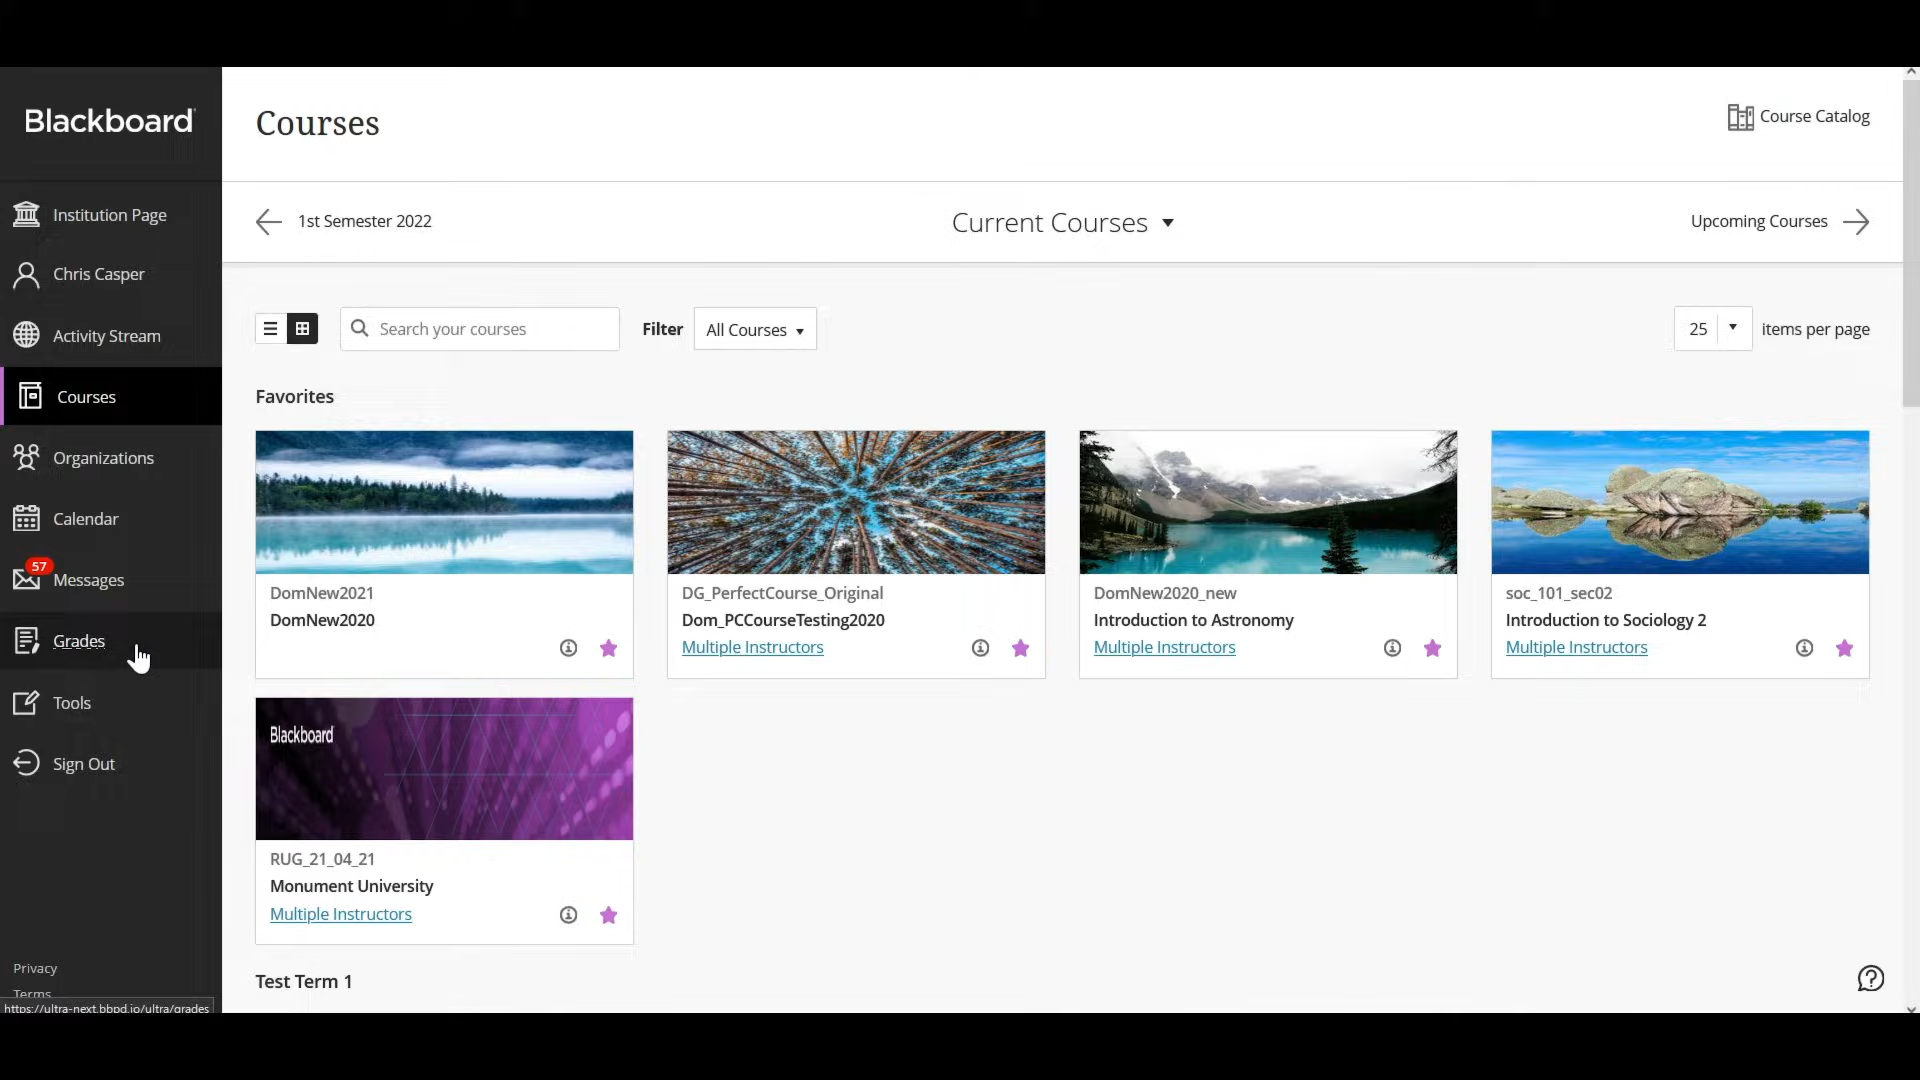 Blackboard
Institution Page
Chris Casper
Activity Stream
Courses
Organizations
Calendar
57
Messages
Grades
Tools
Sign Out
Privacy
Terms
https://ultra-next.bbpd.io/ultra/grades
Courses
Course Catalog
1st Semester 2022
Current Courses
Upcoming Courses
Search your courses
Filter
All Courses
25
items per page
Favorites
DomNew2021
DomNew2020
DG_PerfectCourse_Original
Dom_PCCourseTesting2020
Multiple Instructors
DomNew2020_new
Introduction to Astronomy
Multiple Instructors
soc_101_sec02
Introduction to Sociology 2
Multiple Instructors
Blackboard
RUG_21_04_21
Monument University
Multiple Instructors
Test Term 1